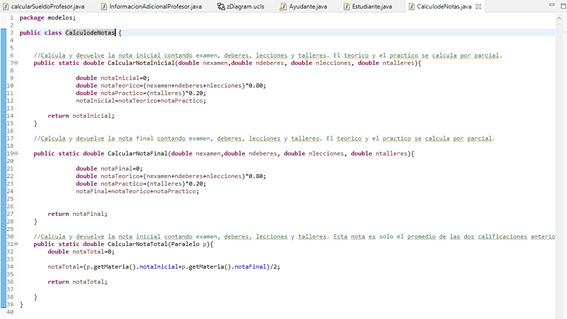 calcularSueldoProfesor.java InformacionAdicionalProfesor.java zDiagram.ucls Ayudante.java Estudiante.java CalculodeNotas.java
1 package modelos;
2
3 public class CalculodeNotas {
4
5
6 //Calcula y devuelve la nota inicial contando examen, deberes, lecciones y talleres. El teorico y el practico se calcula por parcial.
7 public static double CalcularNotaInicial(double nexamen,double ndeberes, double nlecciones, double ntalleres){
8
9 double notaInicial=0;
10 double notaTeorico=(nexamen+ndeberes+nlecciones)*0.80;
11 double notaPractico=(ntalleres)*0.20;
12 notaInicial=notaTeorico+notaPractico;
13
14 return notaInicial;
15 }
16
17 //Calcula y devuelve la nota final contando examen, deberes, lecciones y talleres. El teorico y el practico se calcula por parcial.
18
19 public static double CalcularNotaFinal(double nexamen,double ndeberes, double nlecciones, double ntalleres){
20
21 double notaFinal=0;
22 double notaTeorico=(nexamen+ndeberes+nlecciones)*0.80;
23 double notaPractico=(ntalleres)*0.20;
24 notaFinal=notaTeorico+notaPractico;
25
26
27 return notaFinal;
28 }
29
30 //Calcula y devuelve la nota inicial contando examen, deberes, lecciones y talleres. Esta nota es solo el promedio de las dos calificaciones anterio
31 public static double CalcularNotaTotal(Paralelo p){
32 double notaTotal=0;
33
34 notaTotal=(p.getMateria().notaInicial+p.getMateria().notaFinal)/2;
35
36 return notaTotal;
37
38 }
39 }
40